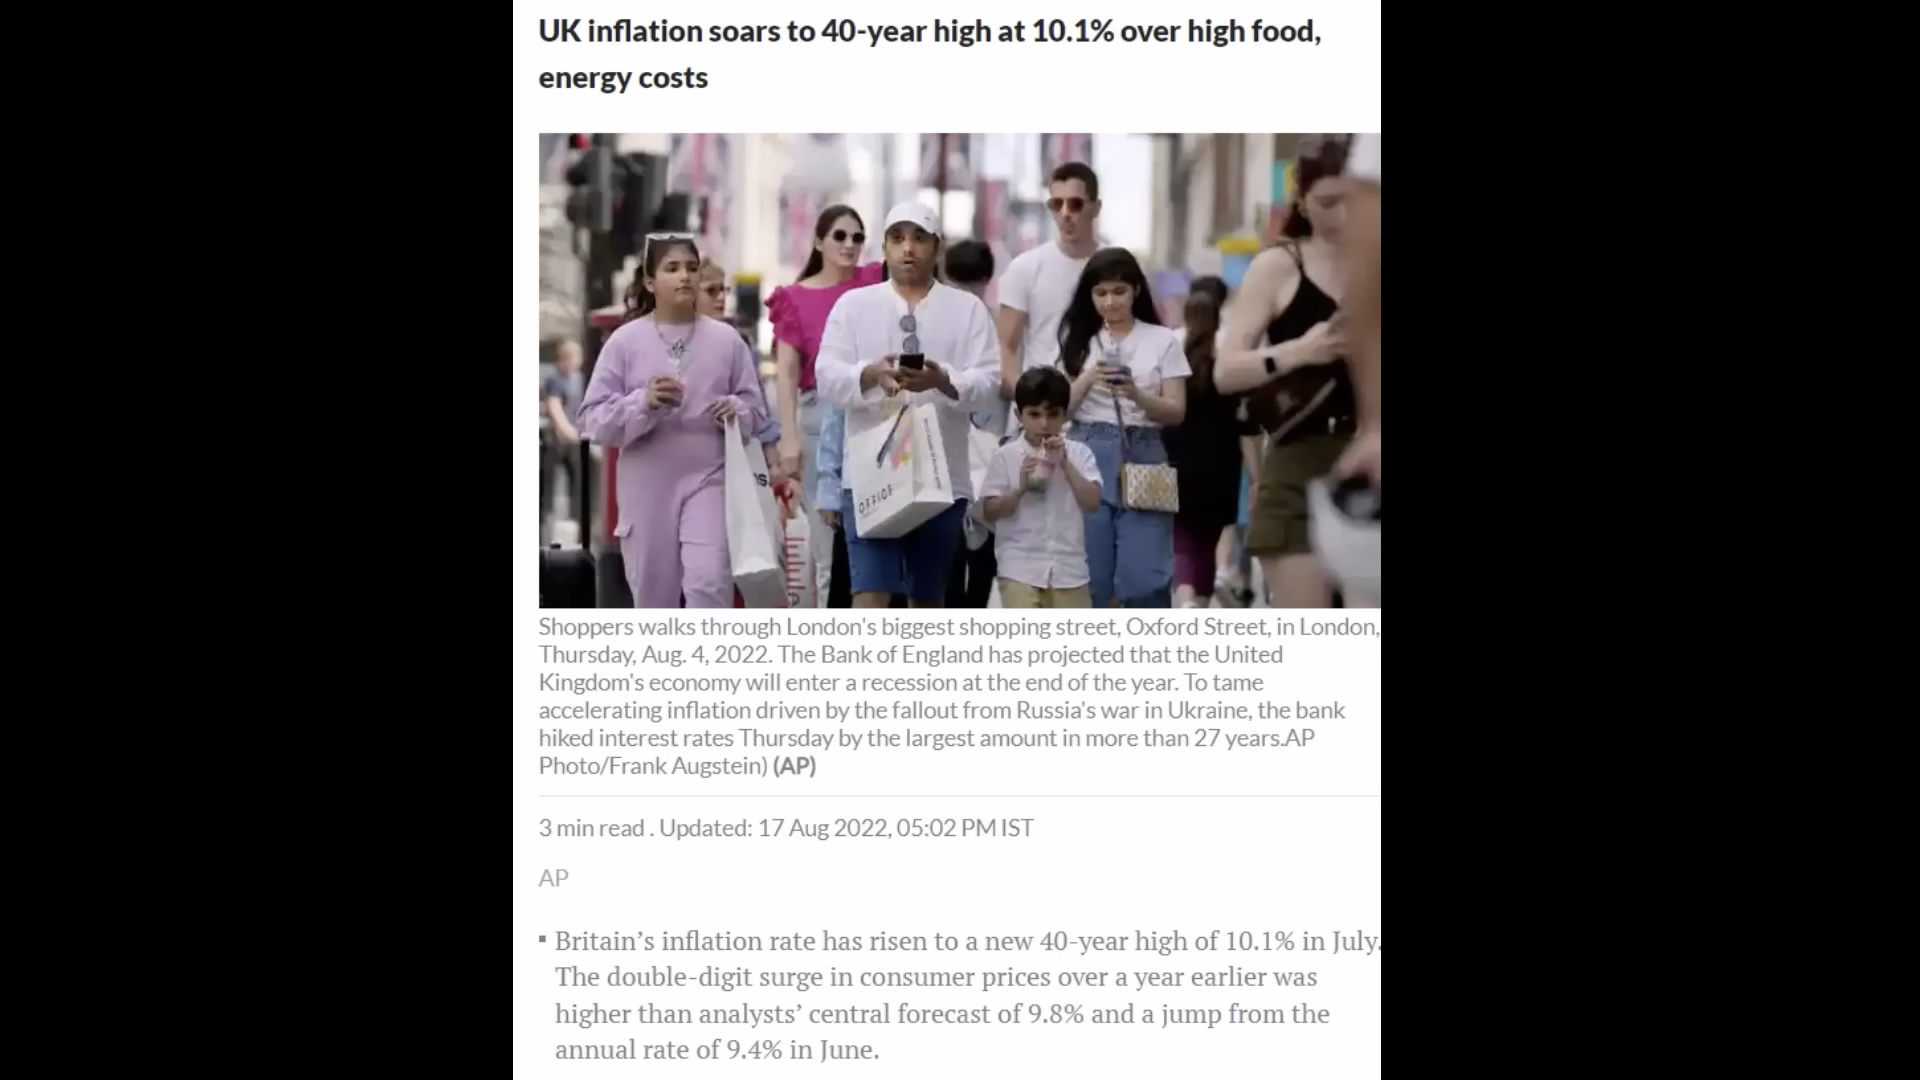 UK inflation soars to 40-year high at 10.1% over high food,
energy costs
OFFICE
lulule
Shoppers walks through London's biggest shopping street, Oxford Street, in London,
Thursday, Aug. 4, 2022. The Bank of England has projected that the United
Kingdom's economy will enter a recession at the end of the year. To tame
accelerating inflation driven by the fallout from Russia's war in Ukraine, the bank
hiked interest rates Thursday by the largest amount in more than 27 years.AP
Photo/Frank Augstein) (AP)
3 min read . Updated: 17 Aug 2022, 05:02 PM IST
AP
▪ Britain’s inflation rate has risen to a new 40-year high of 10.1% in July.
The double-digit surge in consumer prices over a year earlier was
higher than analysts’ central forecast of 9.8% and a jump from the
annual rate of 9.4% in June.